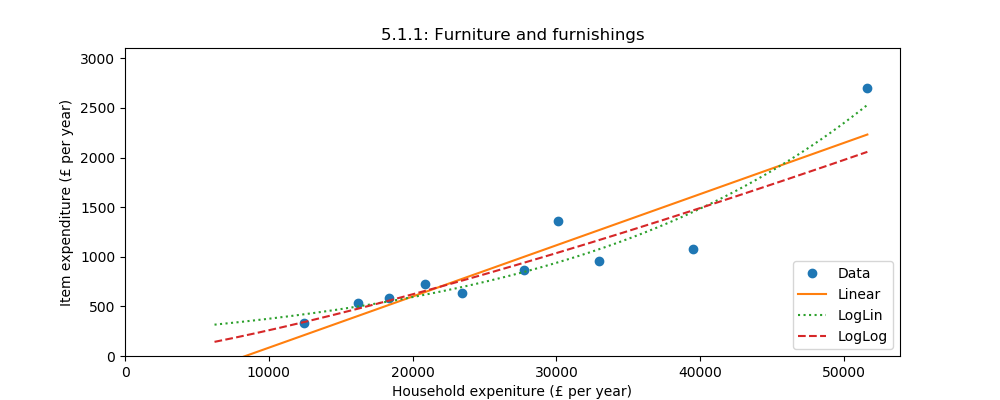 5.1.1: Furniture and furnishings
Item expenditure (£ per year)
3000
2500
2000
1500
1000
500
0
0 10000 20000 30000 40000 50000
Household expeniture (£ per year)
Data
Linear
LogLin
LogLog